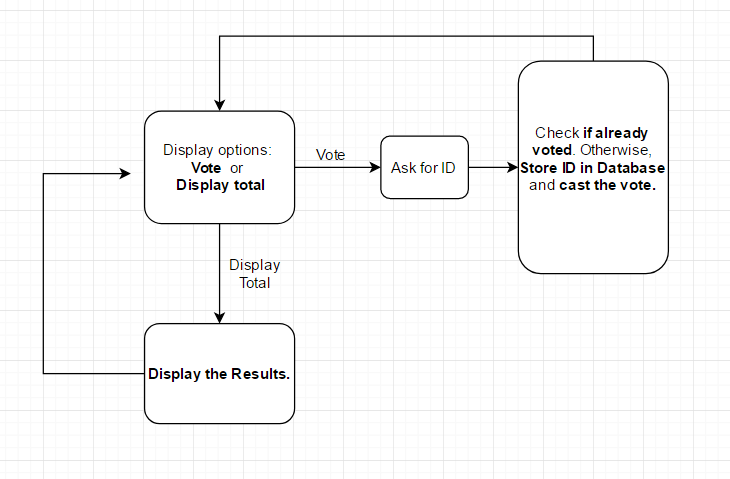 Display options:
Vote or
Display total
Vote
Ask for ID
Check if already
voted. Otherwise,
Store ID in Database
and cast the vote.
Display
Total
Display the Results.